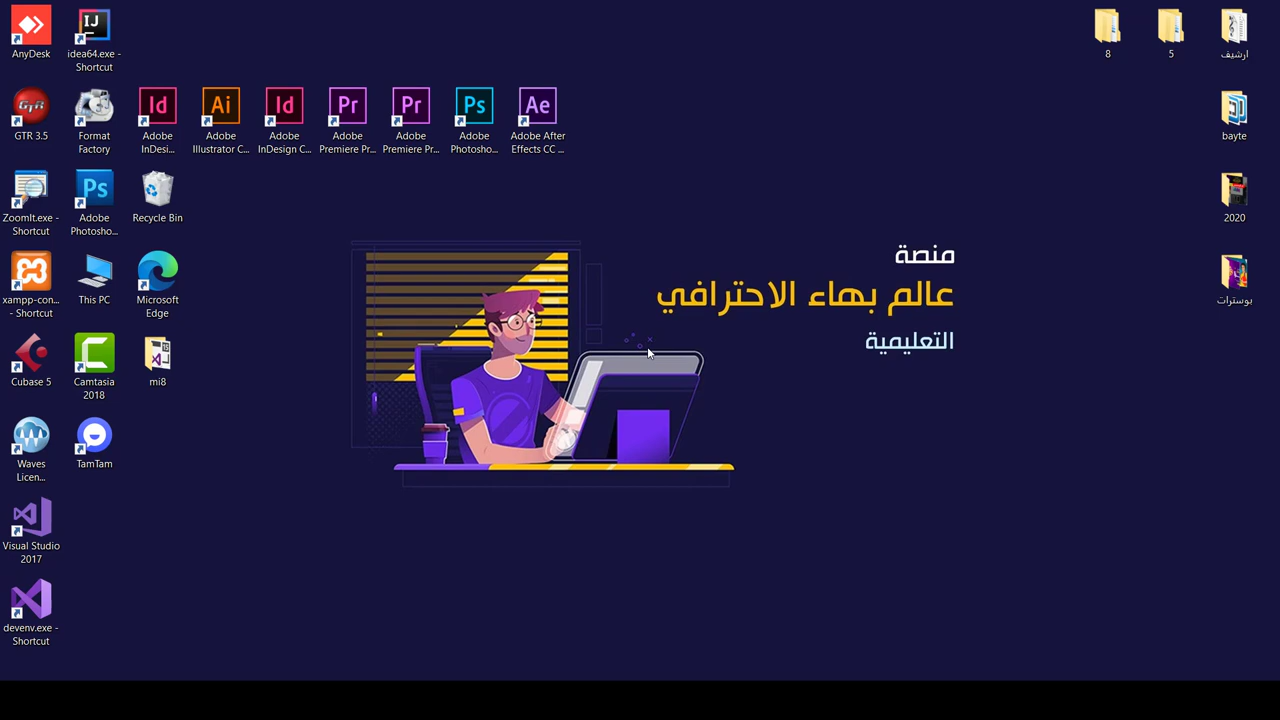 AnyDesk
idea64.exe -
Shortcut
8
5
ارشيف
GTR 3.5
Format
Factory
Adobe
InDesi...
Adobe
Illustrator C...
Adobe
InDesign C...
Adobe
Premiere Pr...
Adobe
Premiere Pr...
Adobe
Photosho...
Adobe After
Effects CC ...
bayte
ZoomIt.exe -
Shortcut
Adobe
Photosho...
Recycle Bin
2020
منصة
عالم بهاء الاحترافي
التعليمية
xampp-con...
- Shortcut
This PC
Microsoft
Edge
بوسترات
Cubase 5
Camtasia
2018
mi8
Waves
Licen...
TamTam
Visual Studio
2017
devenv.exe -
Shortcut